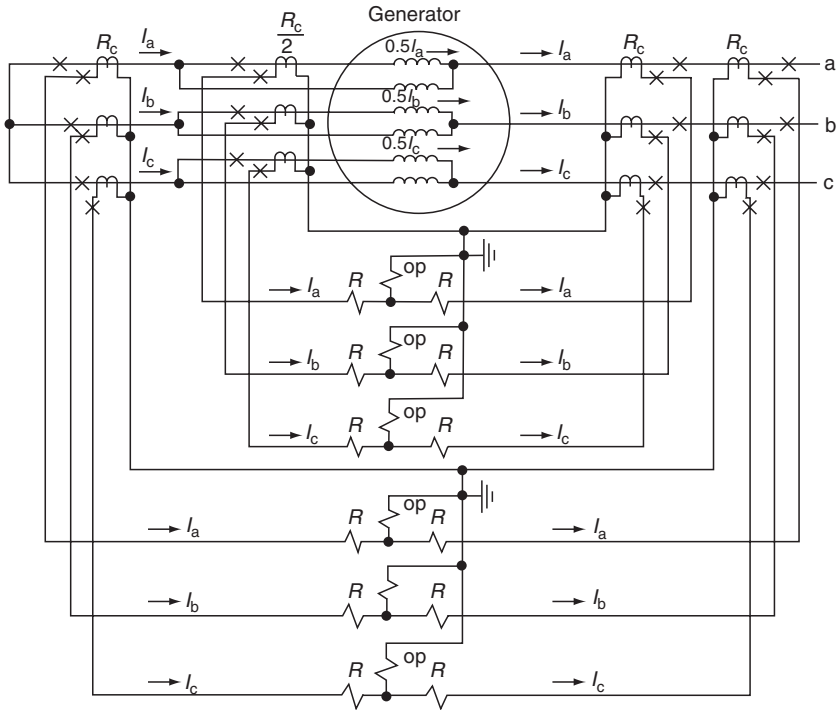 Generator
Rc Ia Rc/2 0.5Ia Ia Rc Rc a
Ib 0.5Ib Ib b
Ic 0.5Ic Ic c
op
Ia R R Ia
op
Ib R R Ib
op
Ic R R Ic
op
Ia R R Ia
Ib R R Ib
op
Ic R R Ic